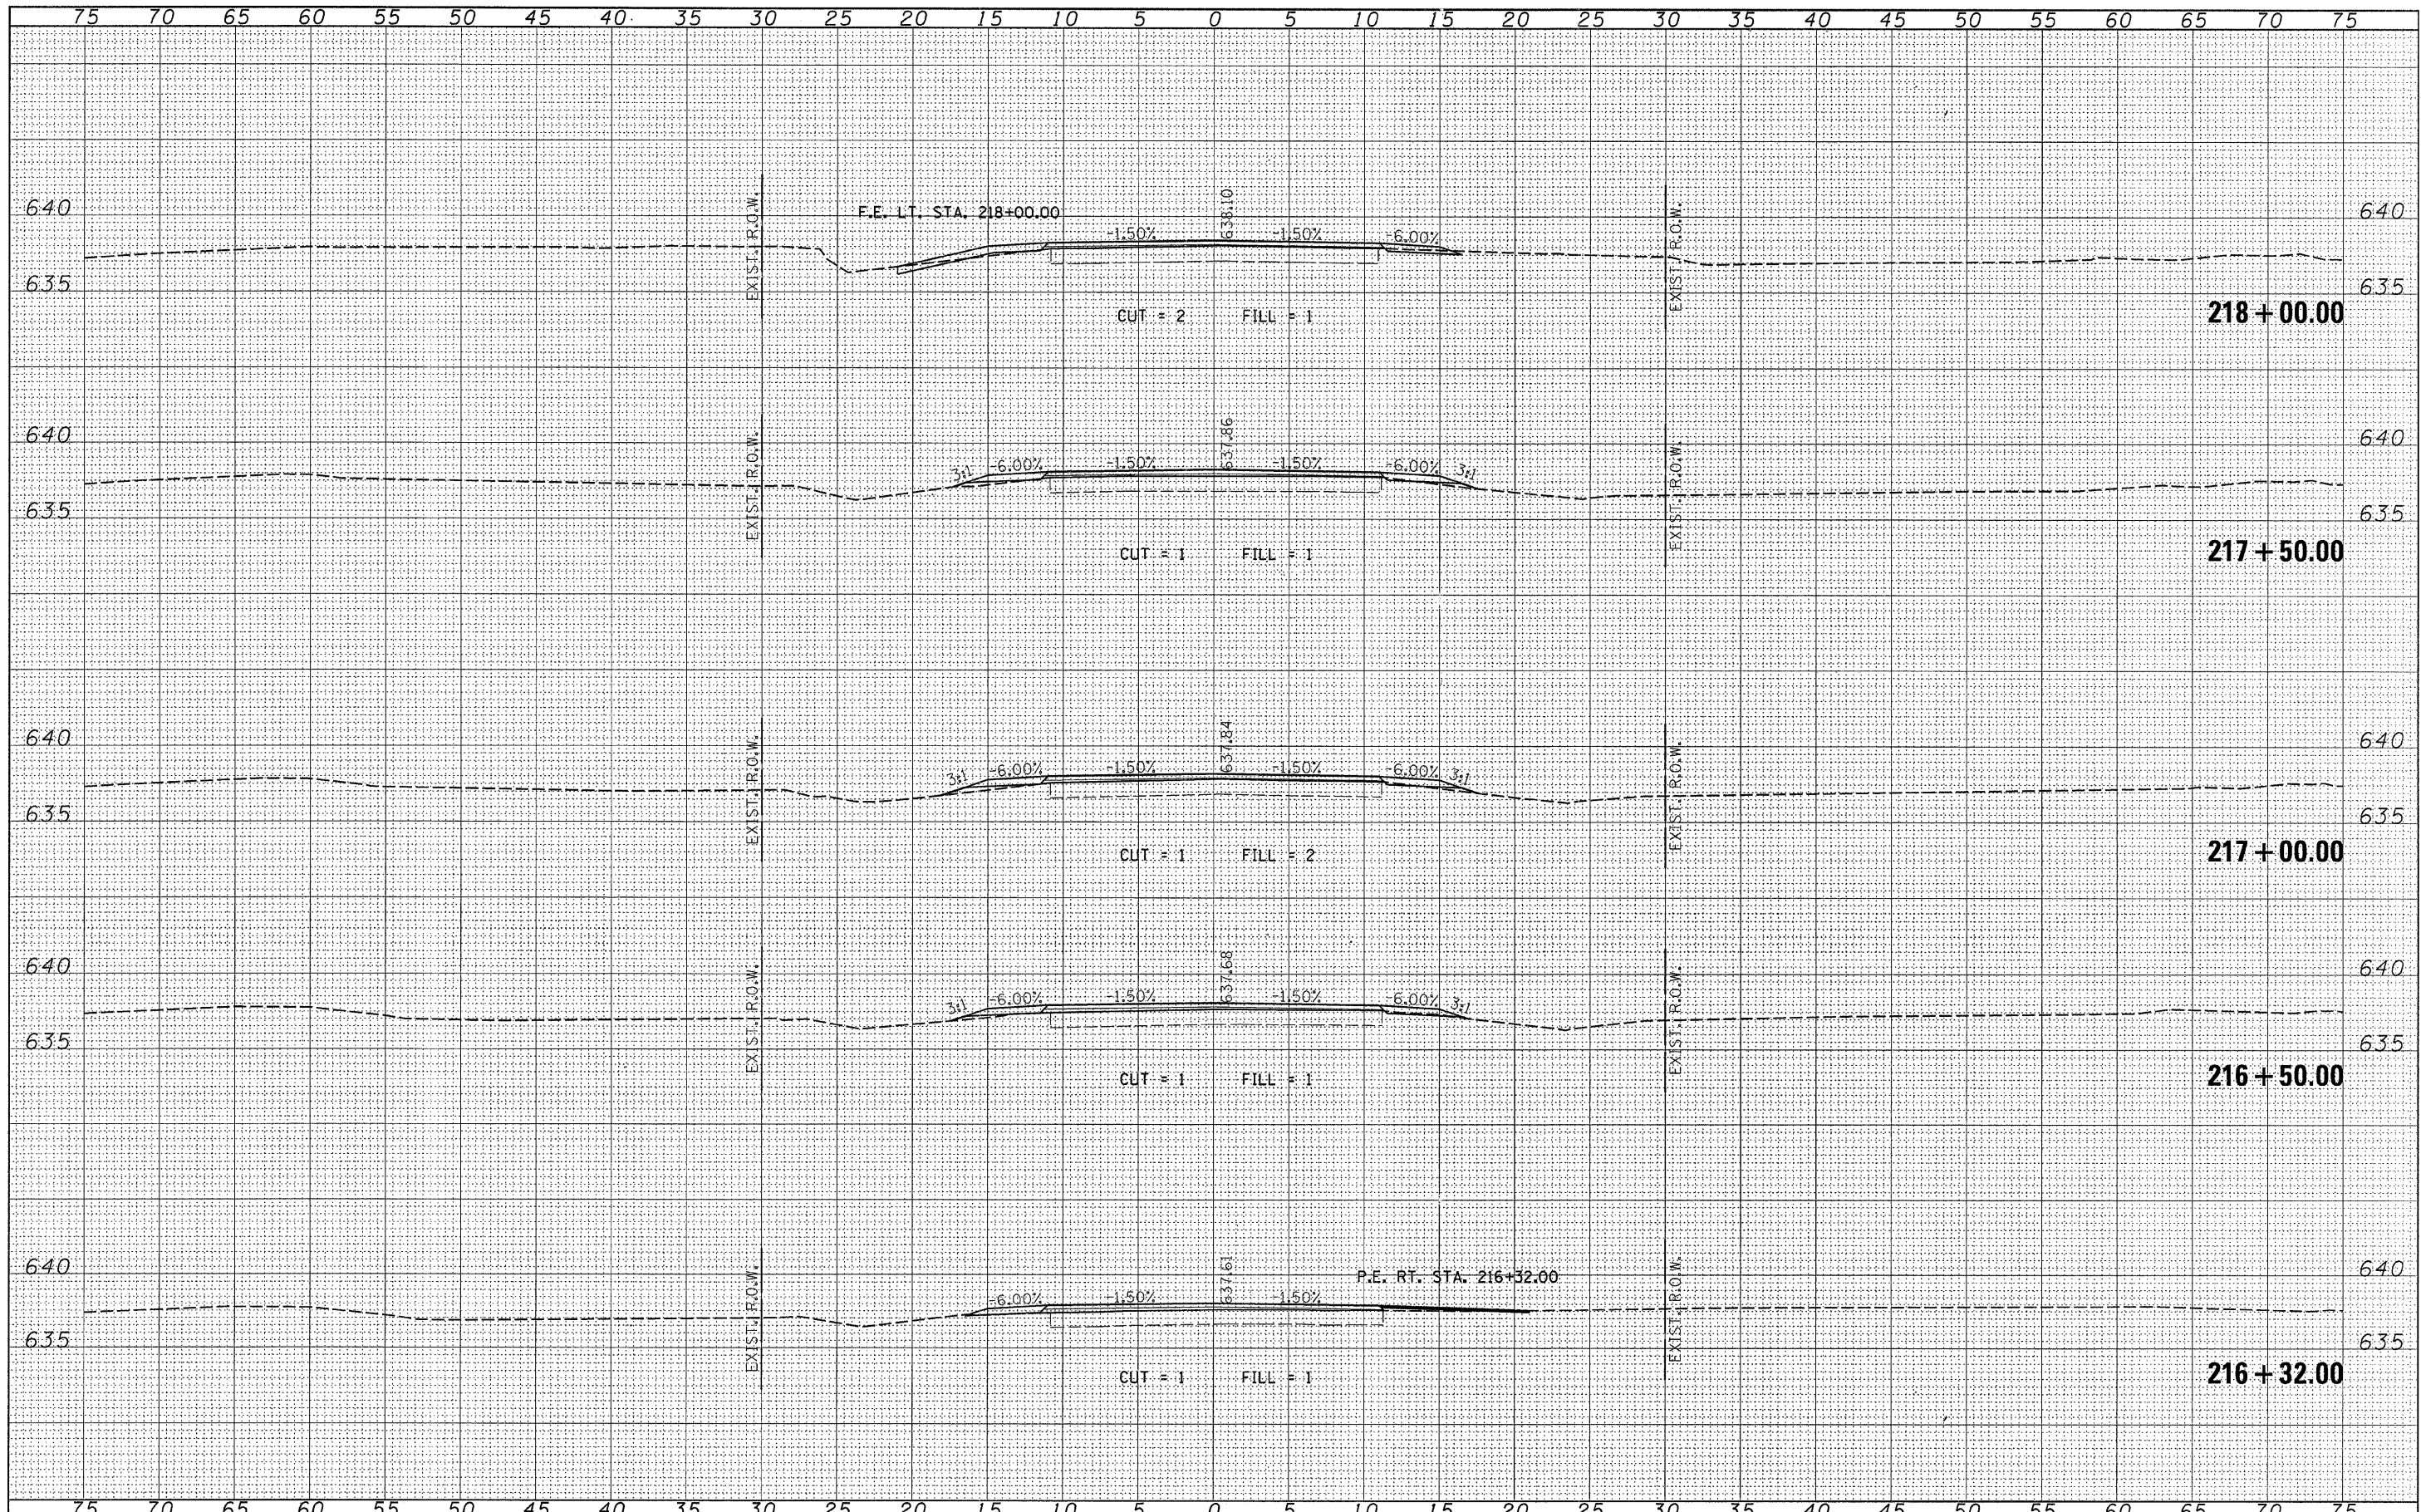 75 70 65 60 55 50 45 40 35 30 25 20 15 10 5 0 5 10 15 20 25 30 35 40 45 50 55 60 65 70 75
EXIST. R.O.W.
F.E. LT. STA. 218+00.00
638.10
EXIST. R.O.W.
640 640
-1.50% -1.50% -6.00%
635 635
CUT = 2 FILL = 1
218+00.00
EXIST. R.O.W.
637.86
EXIST. R.O.W.
640 640
3:1 -6.00% -1.50% -1.50% -6.00% 3:1
635 635
CUT = 1 FILL = 1
217+50.00
EXIST. R.O.W.
637.84
EXIST. R.O.W.
640 640
3:1 -6.00% -1.50% -1.50% -6.00% 3:1
635 635
CUT = 1 FILL = 2
217+00.00
EXIST. R.O.W.
637.68
EXIST. R.O.W.
640 640
3:1 -6.00% -1.50% -1.50% -6.00% 3:1
635 635
CUT = 1 FILL = 1
216+50.00
EXIST. R.O.W.
637.61
P.E. RT. STA. 216+32.00
EXIST. R.O.W.
640 640
-6.00% -1.50% -1.50%
635 635
CUT = 1 FILL = 1
216+32.00
75 70 65 60 55 50 45 40 35 30 25 20 15 10 5 0 5 10 15 20 25 30 35 40 45 50 55 60 65 70 75